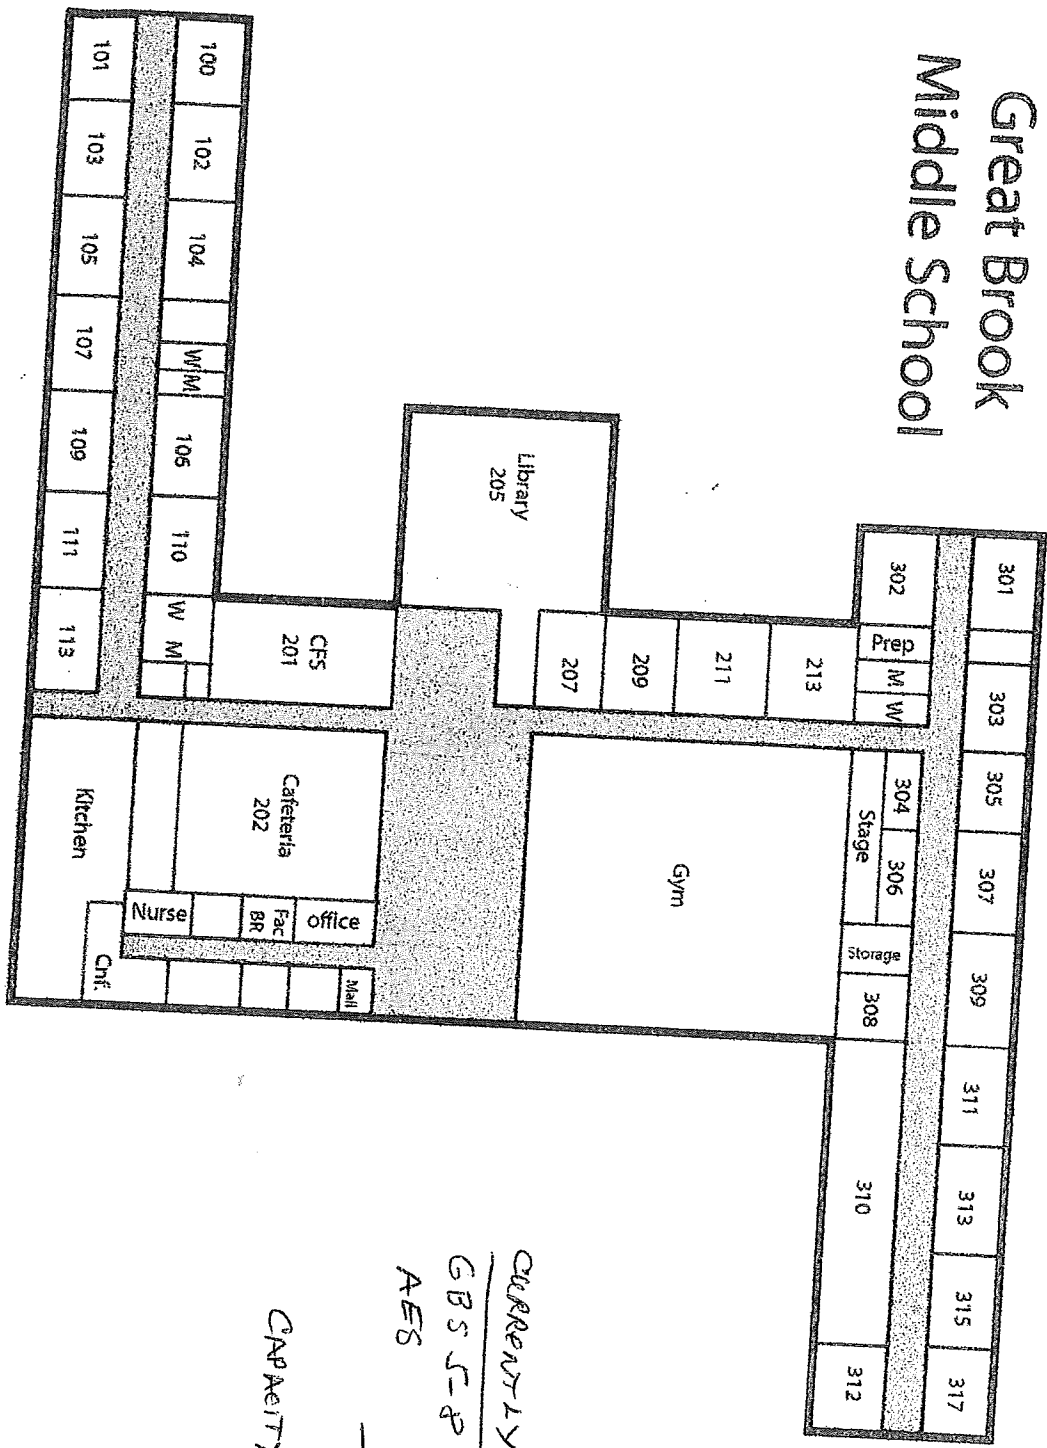 Great Brook
Middle School
301
303
305
307
309
311
313
315
317
302
Prep
M
W
304
306
Stage
Storage
308
310
312
213
211
209
207
Gym
Library
205
CFS
201
Cafeteria
202
office
Fac
BR
Nurse
Mail
Cnf.
Kitchen
100
102
104
W
M
106
110
W
M
101
103
105
107
109
111
113
CURRENTLY
GBS 5-8
AES
CAPACITY